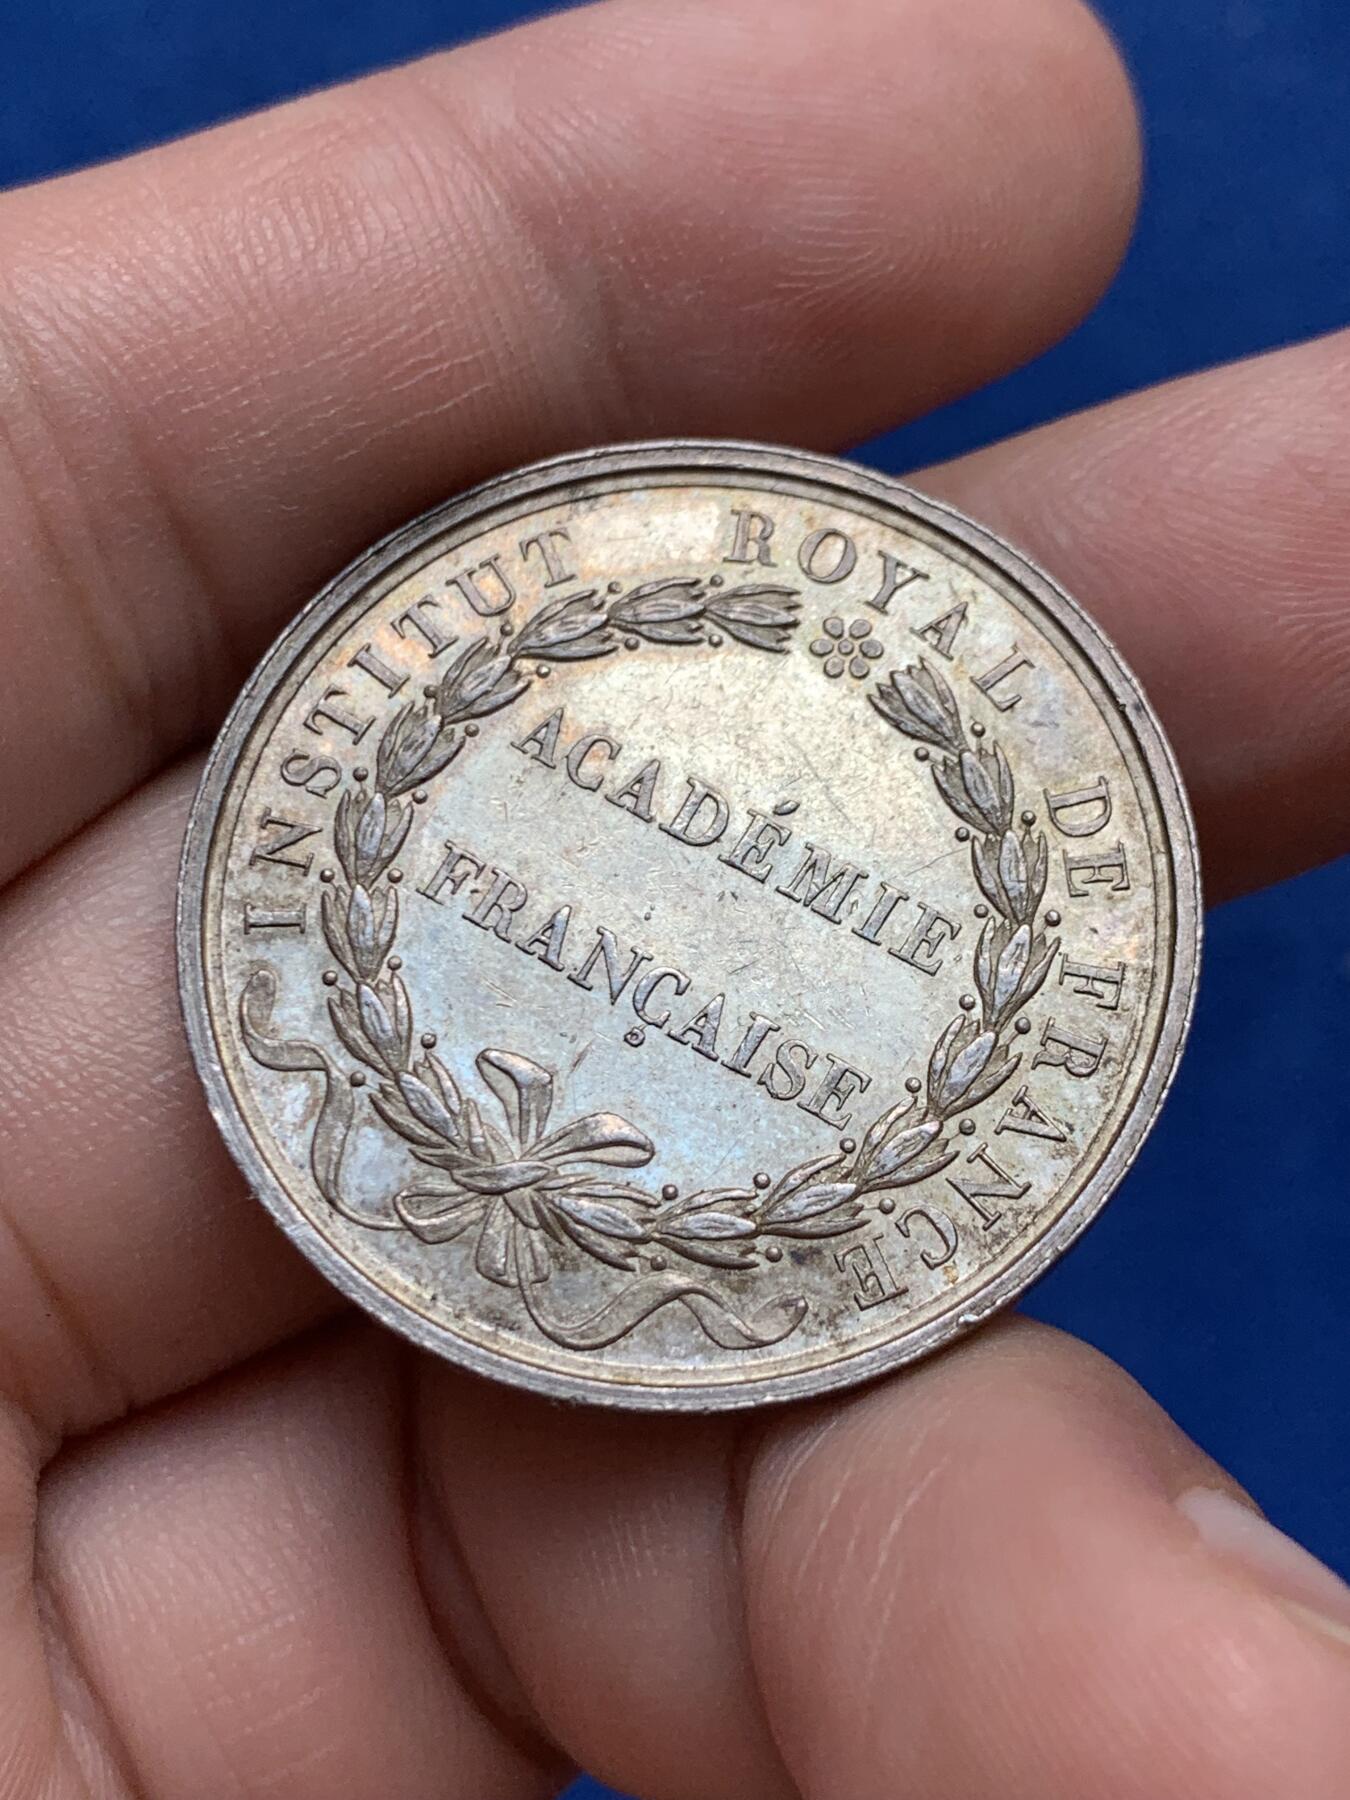 INSTITUT ROYAL DE FRANCE
ACADÉMIE
FRANÇAISE